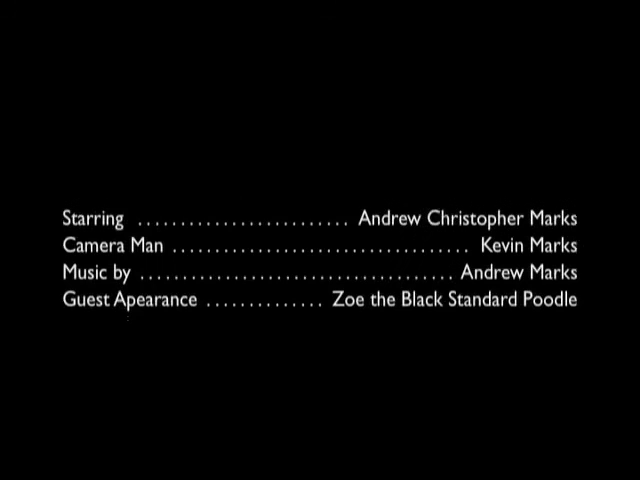 Starring ......................... Andrew Christopher Marks
Camera Man ................................... Kevin Marks
Music by ..................................... Andrew Marks
Guest Apearance .............. Zoe the Black Standard Poodle